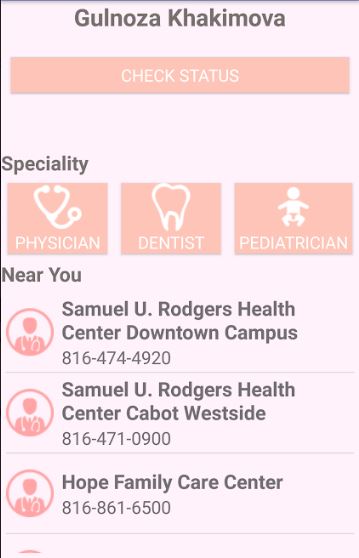 Gulnoza Khakimova
CHECK STATUS
Speciality
PHYSICIAN
DENTIST
PEDIATRICIAN
Near You
Samuel U. Rodgers Health
Center Downtown Campus
816-474-4920
Samuel U. Rodgers Health
Center Cabot Westside
816-471-0900
Hope Family Care Center
816-861-6500